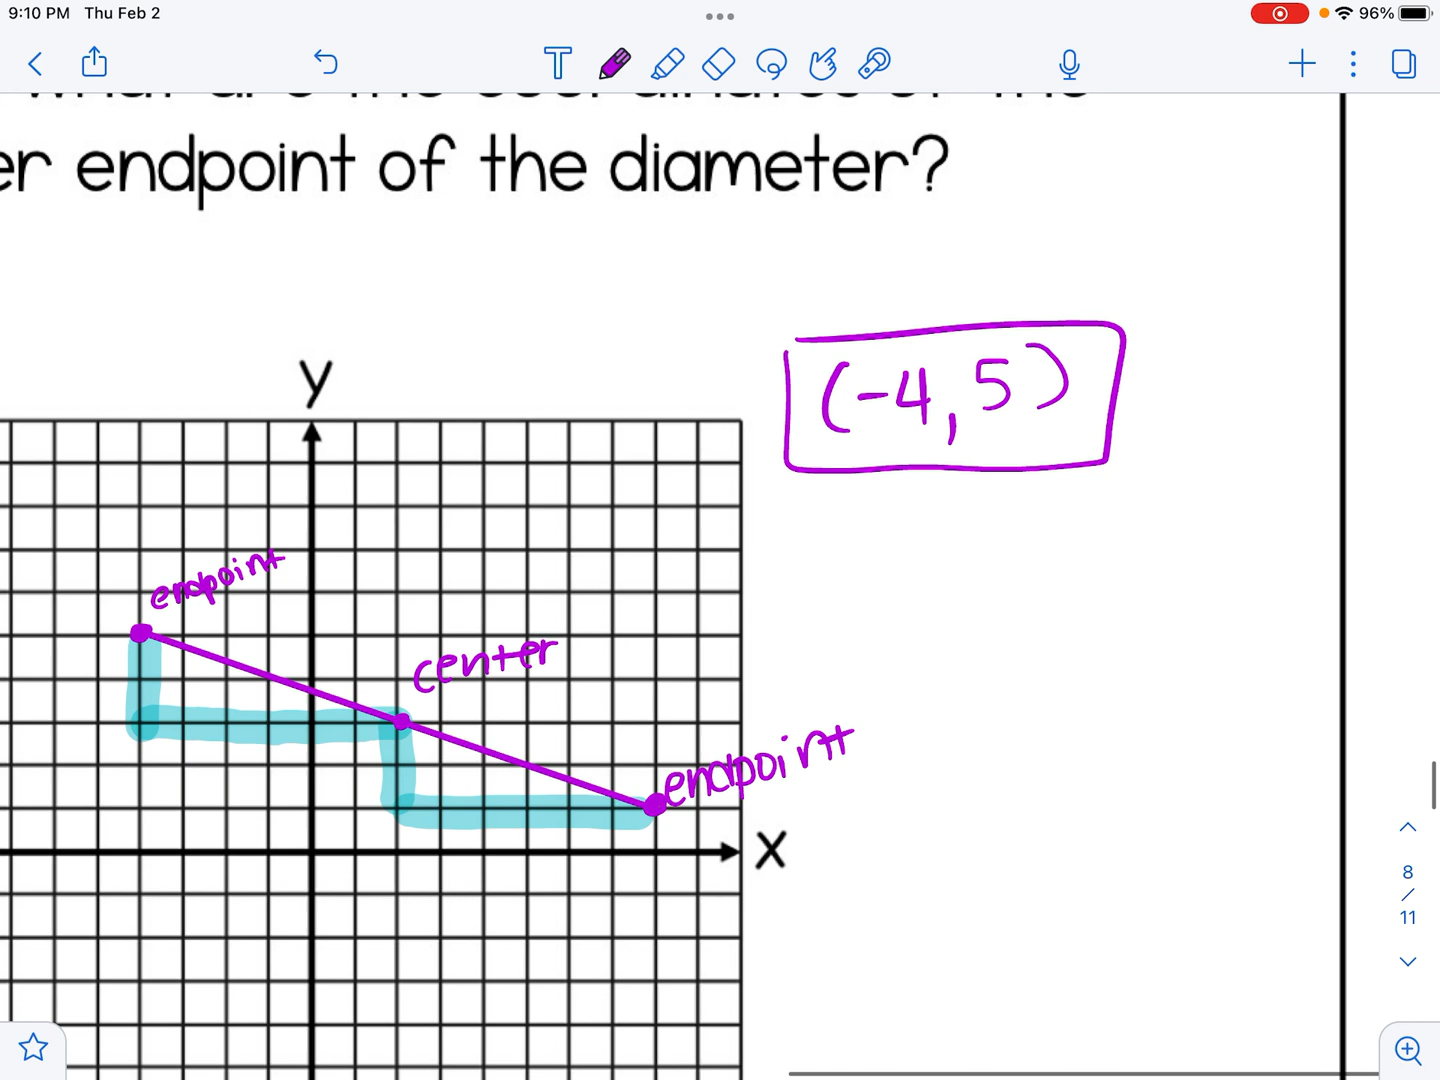 9:10 PM Thu Feb 2
96%
er endpoint of the diameter?
(-4, 5)
y
endpoint
center
endpoint
x
8
/
11